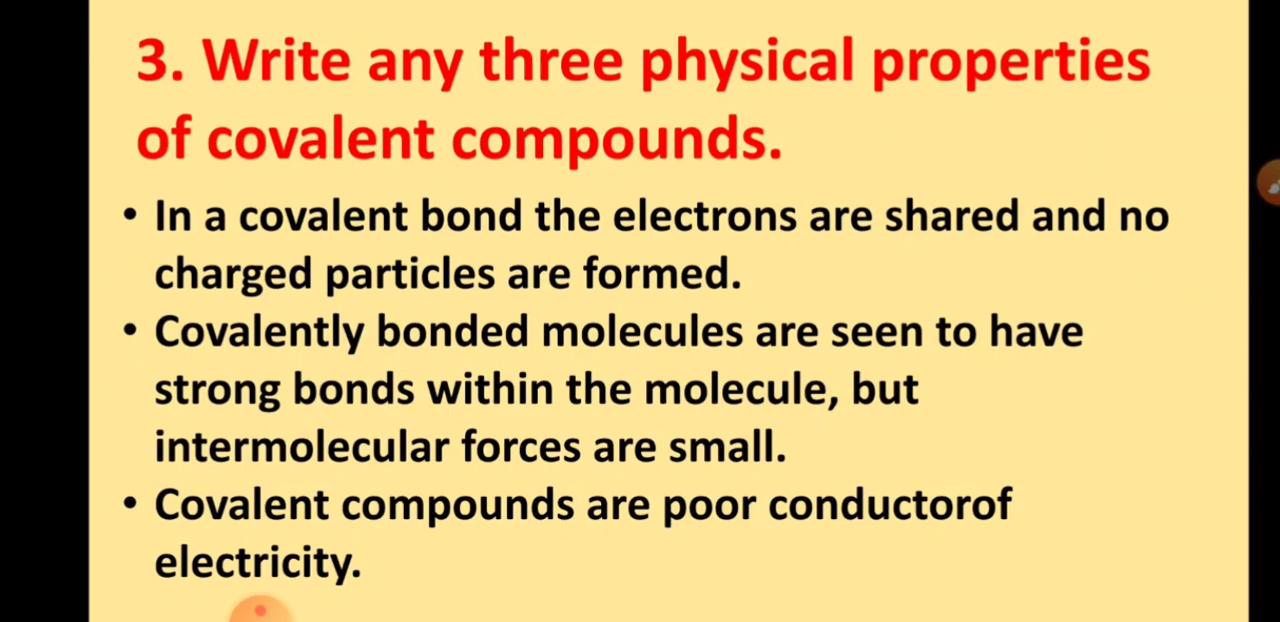 3. Write any three physical properties
of covalent compounds.
• In a covalent bond the electrons are shared and no
charged particles are formed.
• Covalently bonded molecules are seen to have
strong bonds within the molecule, but
intermolecular forces are small.
• Covalent compounds are poor conductorof
electricity.